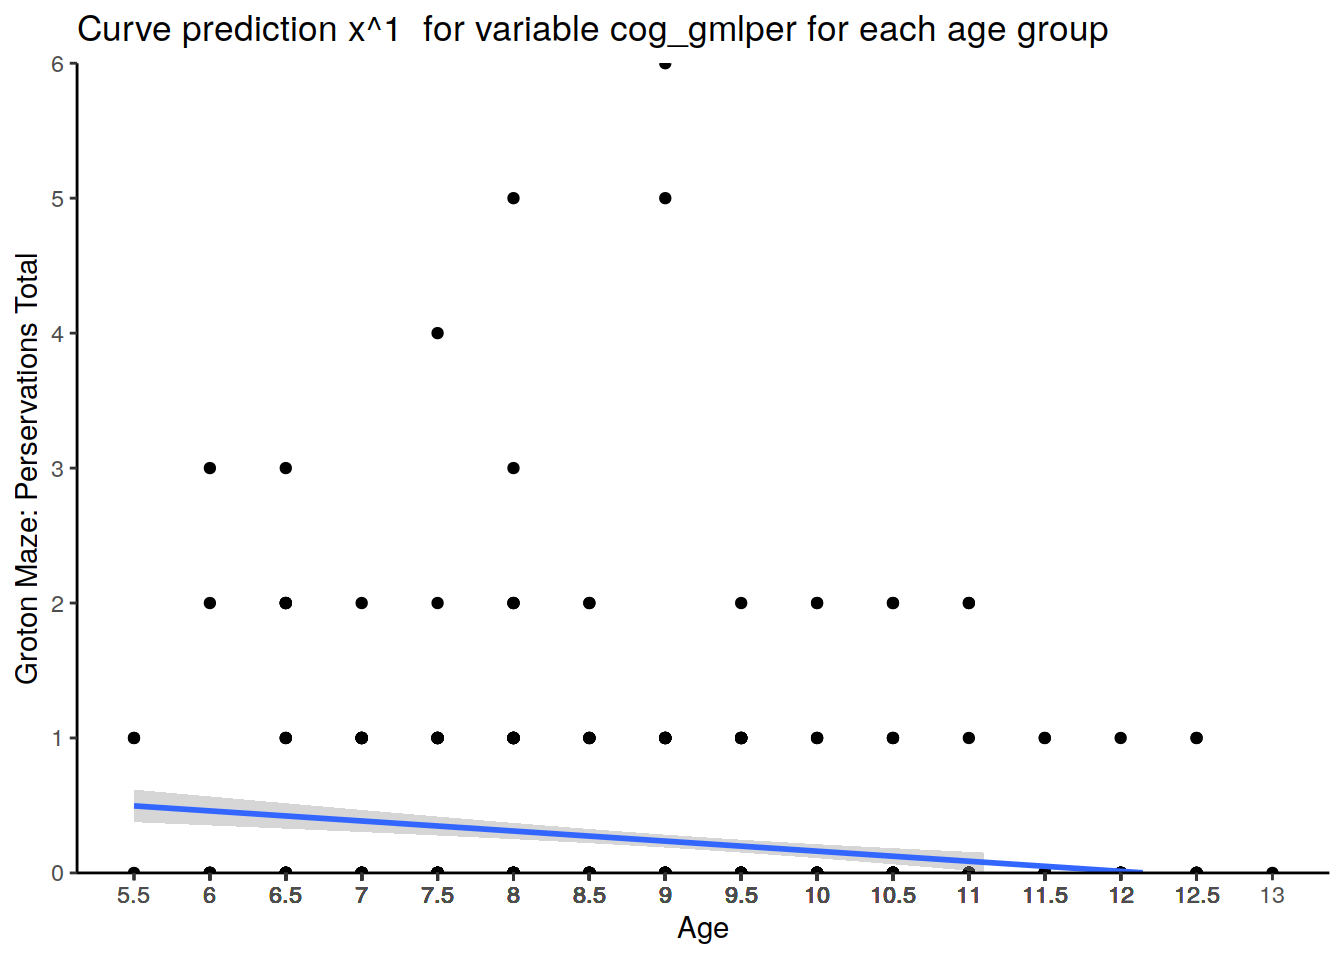 Curve prediction x^1  for variable cog_gmlper for each age group
6
5
4
3
2
1
0
Groton Maze: Perservations Total
5.5 6 6.5 7 7.5 8 8.5 9 9.5 10 10.5 11 11.5 12 12.5 13
Age